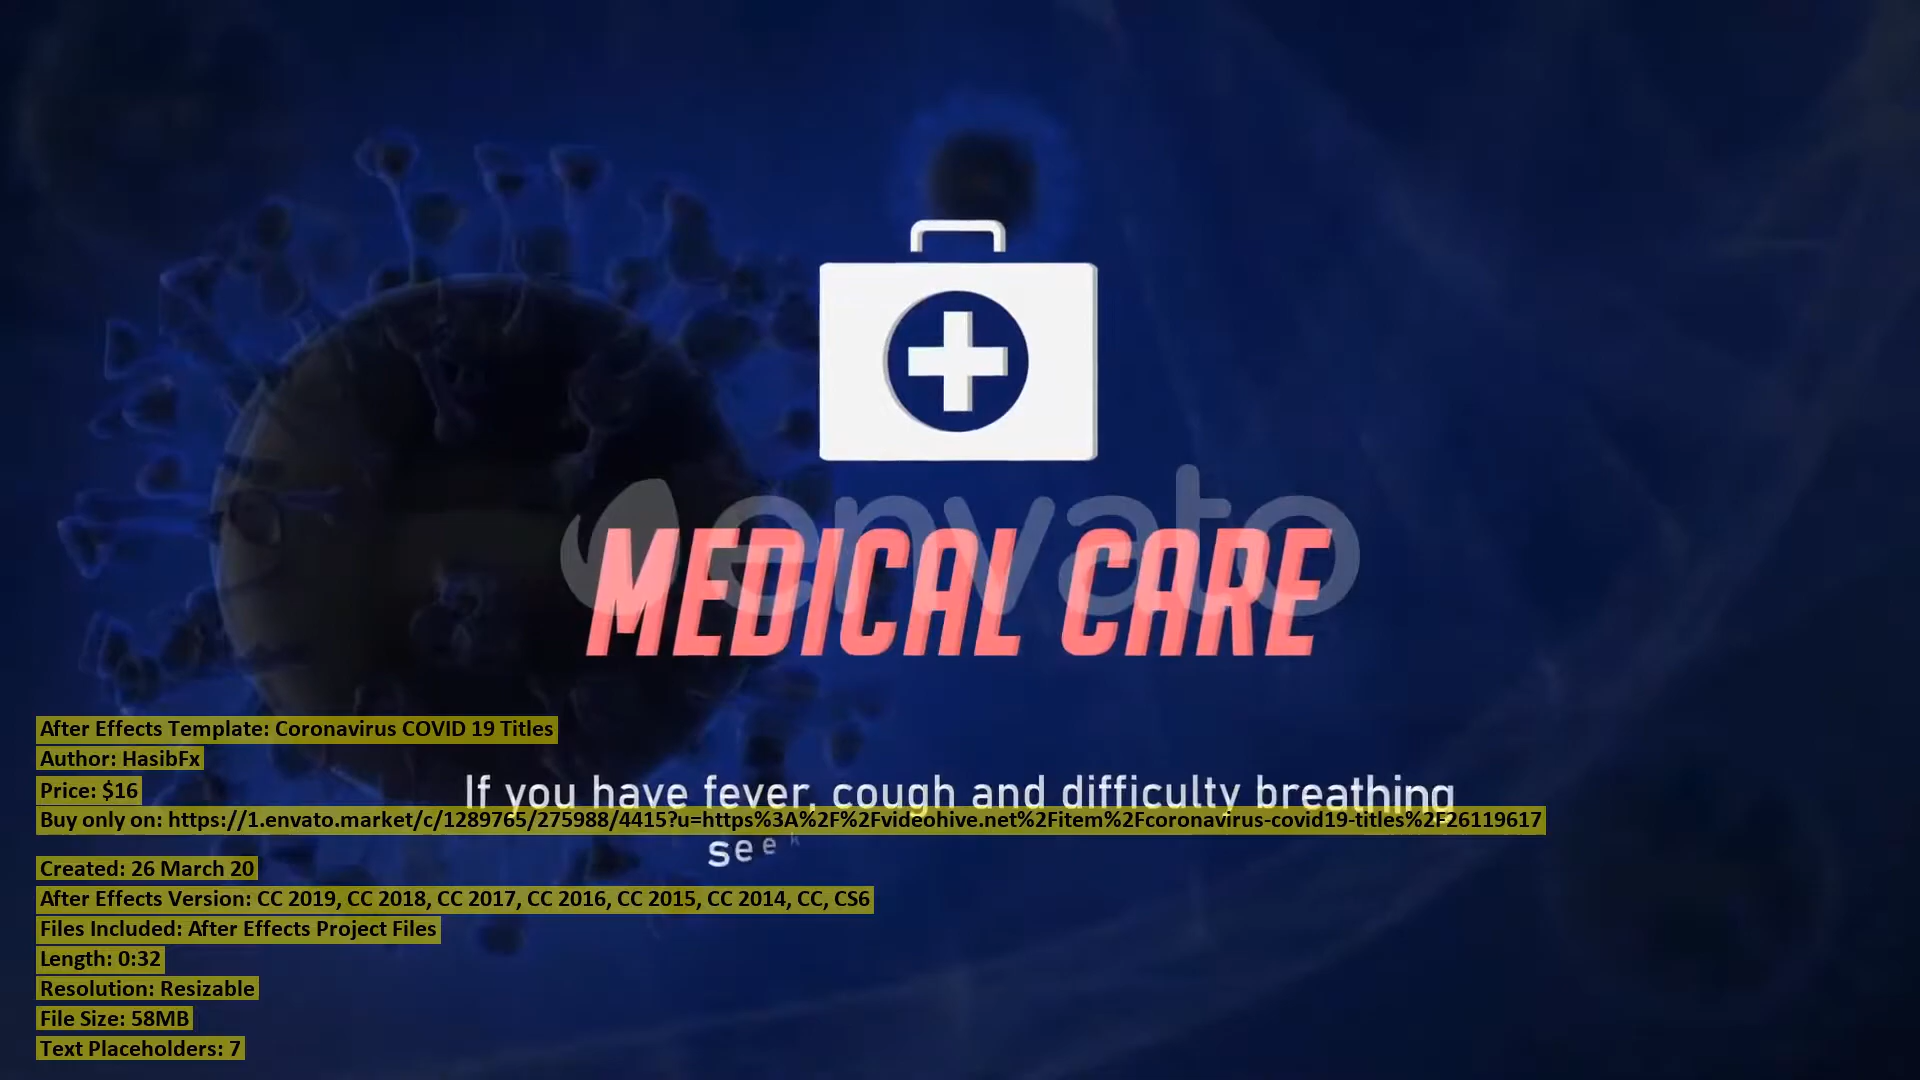 envato
MEDICAL CARE
After Effects Template: Coronavirus COVID 19 Titles
Author: HasibFx
Price: $16
If you have fever, cough and difficulty breathing
Buy only on: https://1.envato.market/c/1289765/275988/4415?u=https%3A%2F%2Fvideohive.net%2Fitem%2Fcoronavirus-covid19-titles%2F26119617
seek
Created: 26 March 20
After Effects Version: CC 2019, CC 2018, CC 2017, CC 2016, CC 2015, CC 2014, CC, CS6
Files Included: After Effects Project Files
Length: 0:32
Resolution: Resizable
File Size: 58MB
Text Placeholders: 7